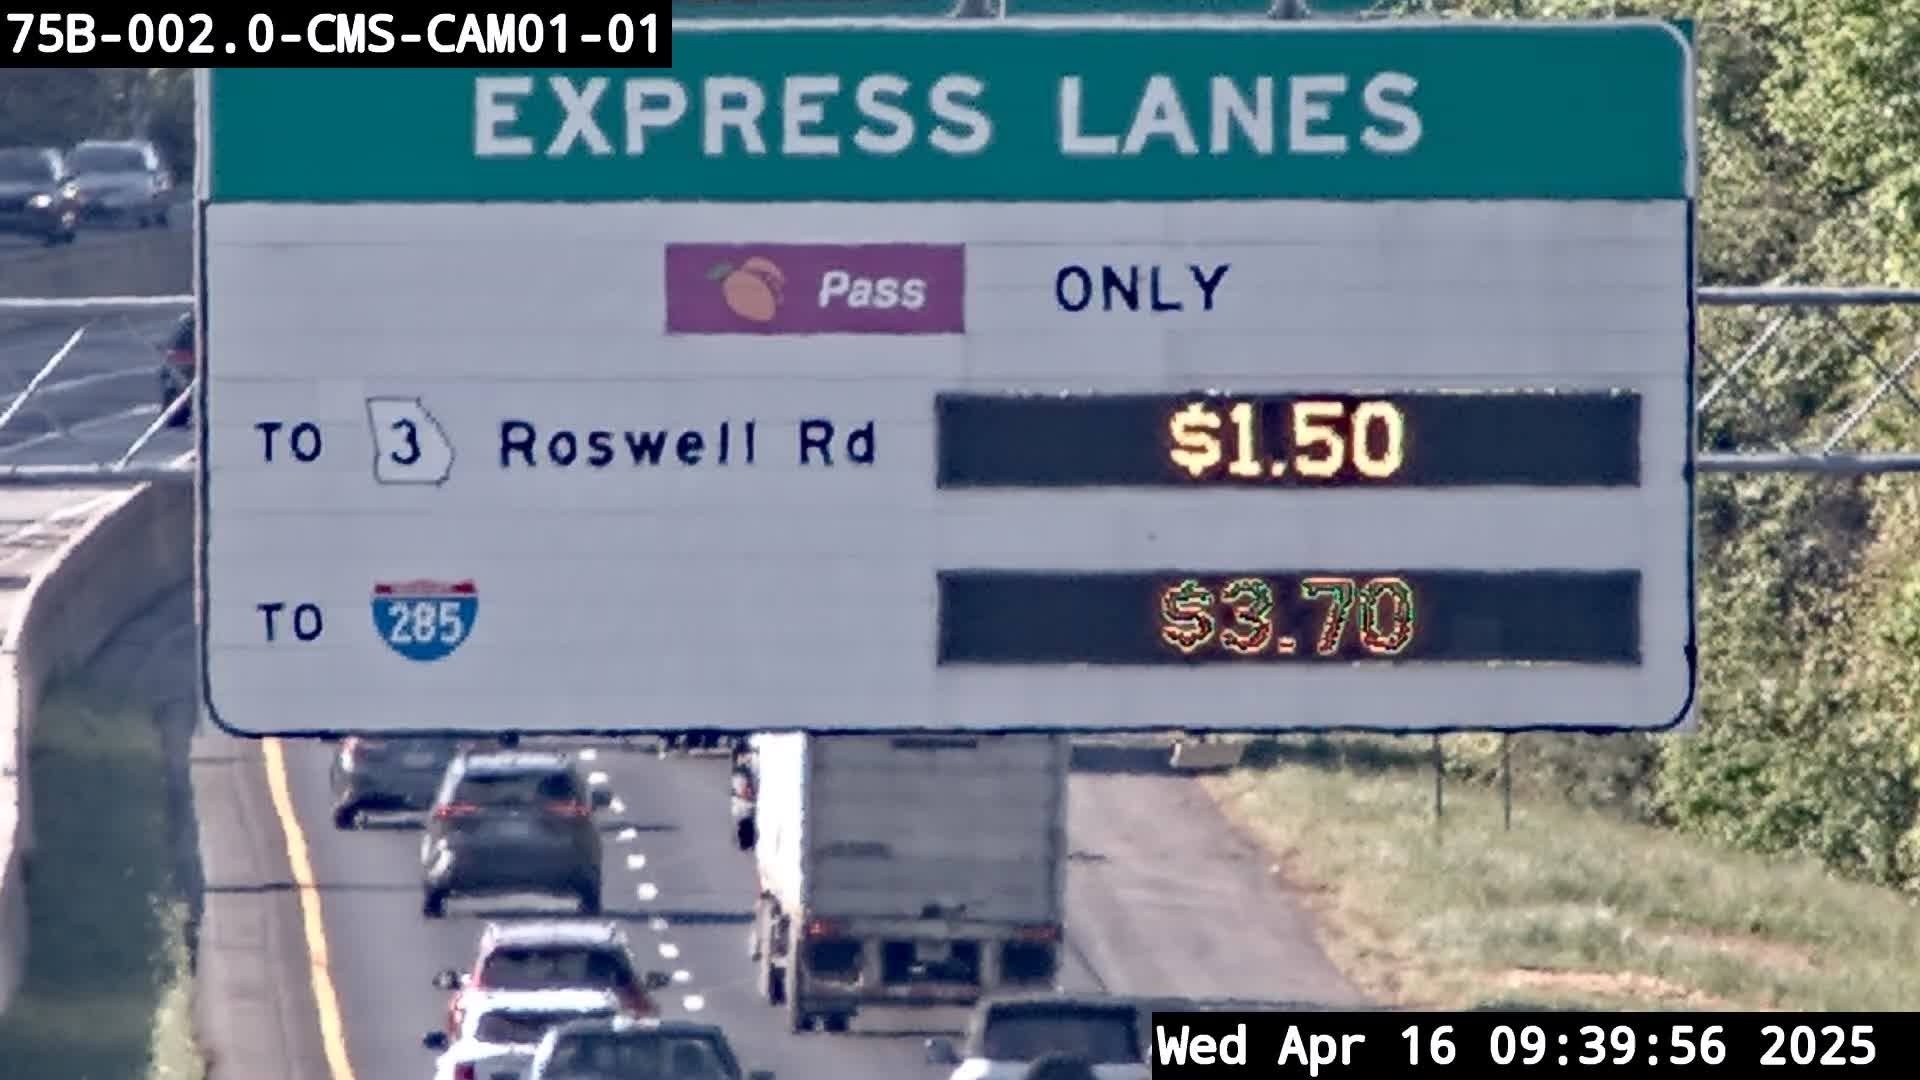 75B-002.0-CMS-CAM01-01
EXPRESS LANES
Pass ONLY
TO 3 Roswell Rd $1.50
TO 285 $3.70
Wed Apr 16 09:39:56 2025